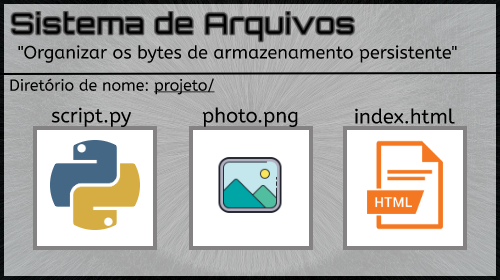 Sistema de Arquivos
"Organizar os bytes de armazenamento persistente"
Diretório de nome: projeto/
script.py
photo.png
index.html
HTML